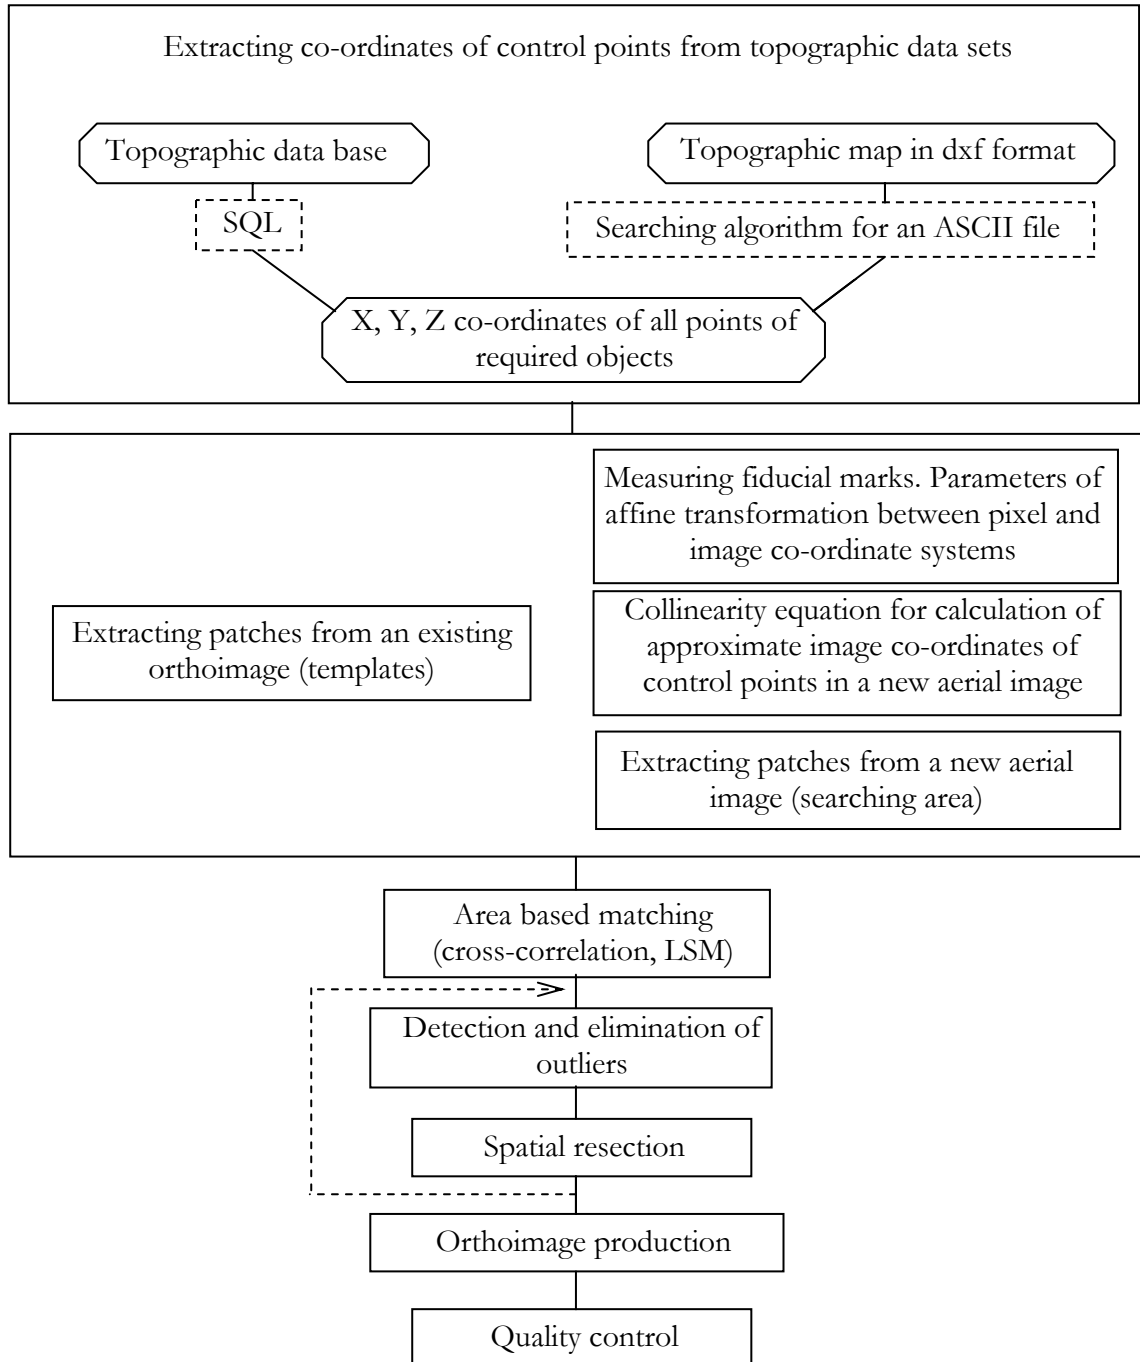 Extracting co-ordinates of control points from topographic data sets
Topographic data base
Topographic map in dxf format
SQL
Searching algorithm for an ASCII file
X, Y, Z co-ordinates of all points of
required objects
Measuring fiducial marks. Parameters of
affine transformation between pixel and
image co-ordinate systems
Extracting patches from an existing
orthoimage (templates)
Collinearity equation for calculation of
approximate image co-ordinates of
control points in a new aerial image
Extracting patches from a new aerial
image (searching area)
Area based matching
(cross-correlation, LSM)
Detection and elimination of
outliers
Spatial resection
Orthoimage production
Quality control